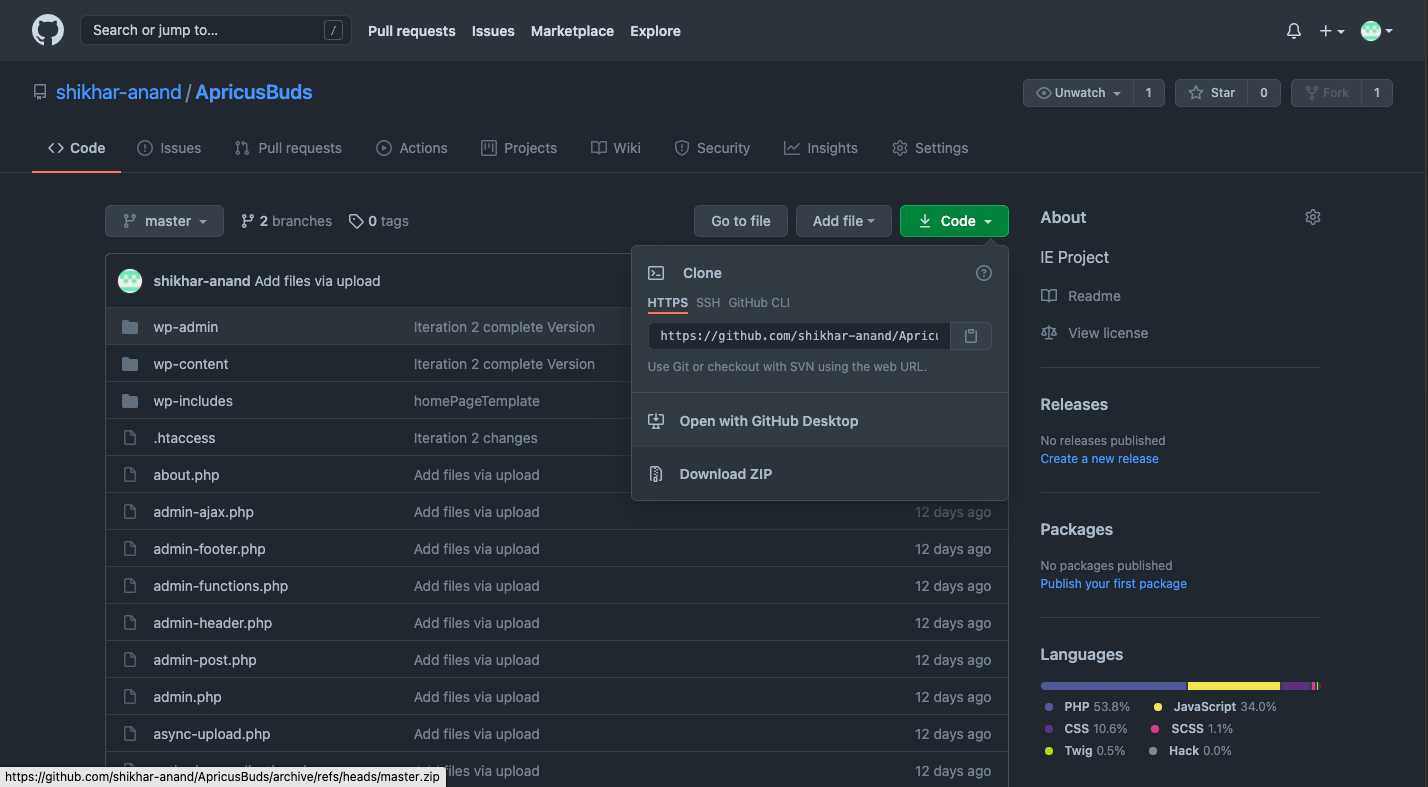 Search or jump to... /
Pull requests Issues Marketplace Explore
shikhar-anand / ApricusBuds
Unwatch 1 Star 0 Fork 1
Code Issues Pull requests Actions Projects Wiki Security Insights Settings
master 2 branches 0 tags Go to file Add file Code
shikhar-anand Add files via upload
wp-admin Iteration 2 complete Version
wp-content Iteration 2 complete Version
wp-includes homePageTemplate
.htaccess Iteration 2 changes
about.php Add files via upload
admin-ajax.php Add files via upload 12 days ago
admin-footer.php Add files via upload 12 days ago
admin-functions.php Add files via upload 12 days ago
admin-header.php Add files via upload 12 days ago
admin-post.php Add files via upload 12 days ago
admin.php Add files via upload 12 days ago
async-upload.php Add files via upload 12 days ago
files via upload 12 days ago
Clone
HTTPS SSH GitHub CLI
https://github.com/shikhar-anand/Apricu
Use Git or checkout with SVN using the web URL.
Open with GitHub Desktop
Download ZIP
About
IE Project
Readme
View license
Releases
No releases published
Create a new release
Packages
No packages published
Publish your first package
Languages
PHP 53.8% JavaScript 34.0%
CSS 10.6% SCSS 1.1%
Twig 0.5% Hack 0.0%
https://github.com/shikhar-anand/ApricusBuds/archive/refs/heads/master.zip